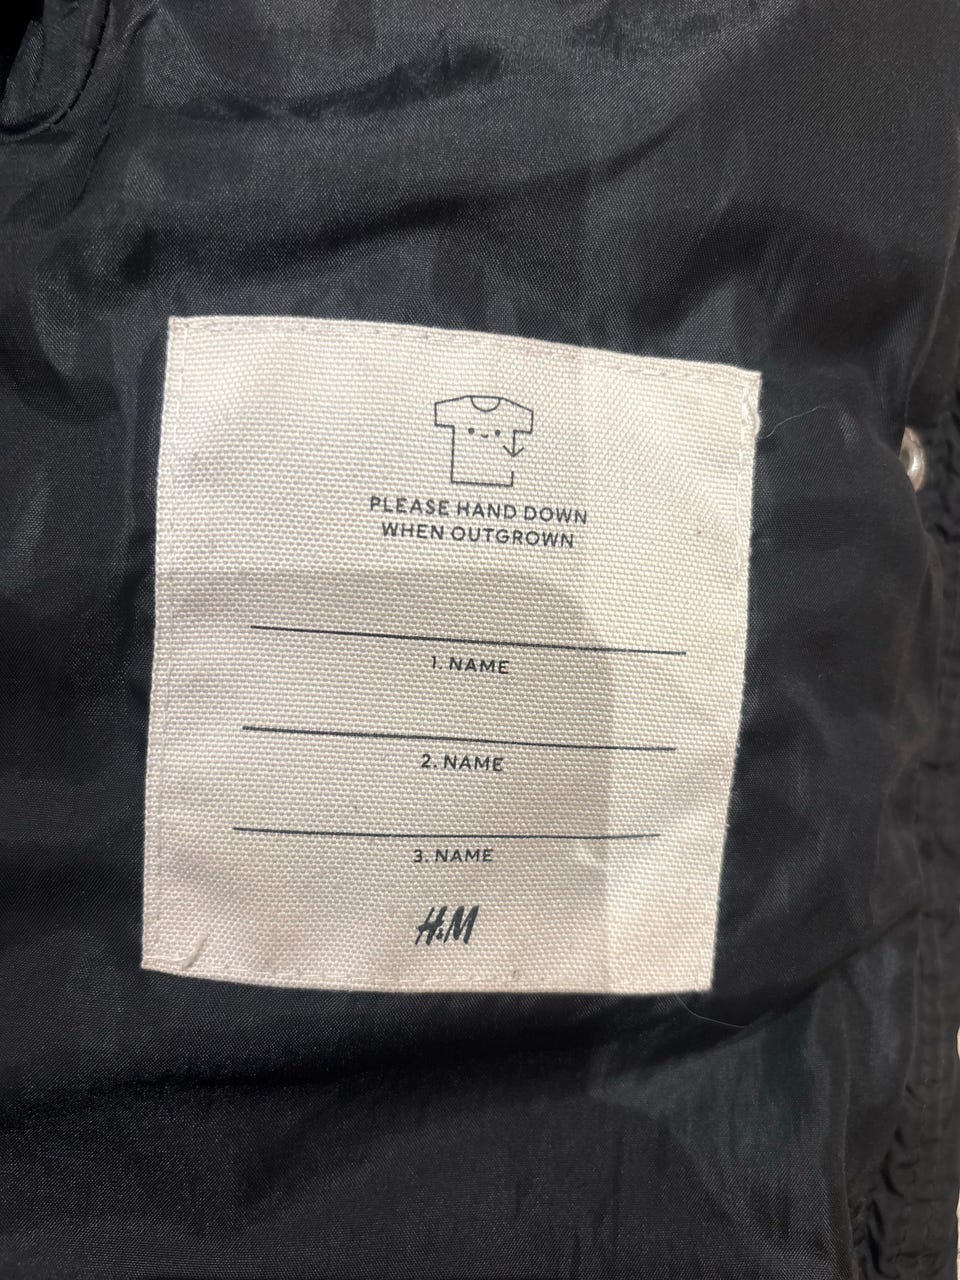 PLEASE HAND DOWN
WHEN OUTGROWN
1. NAME
2. NAME
3. NAME
H&M